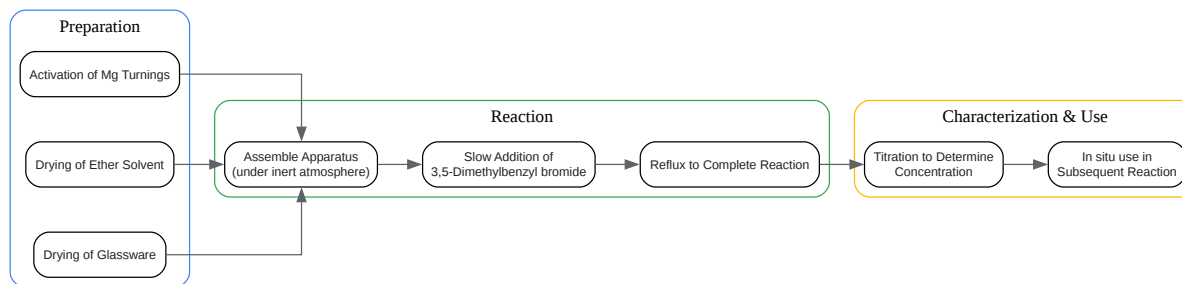 Preparation
Activation of Mg Turnings
Drying of Ether Solvent
Drying of Glassware
Reaction
Assemble Apparatus
(under inert atmosphere)
Slow Addition of
3,5-Dimethylbenzyl bromide
Reflux to Complete Reaction
Characterization & Use
Titration to Determine
Concentration
In situ use in
Subsequent Reaction